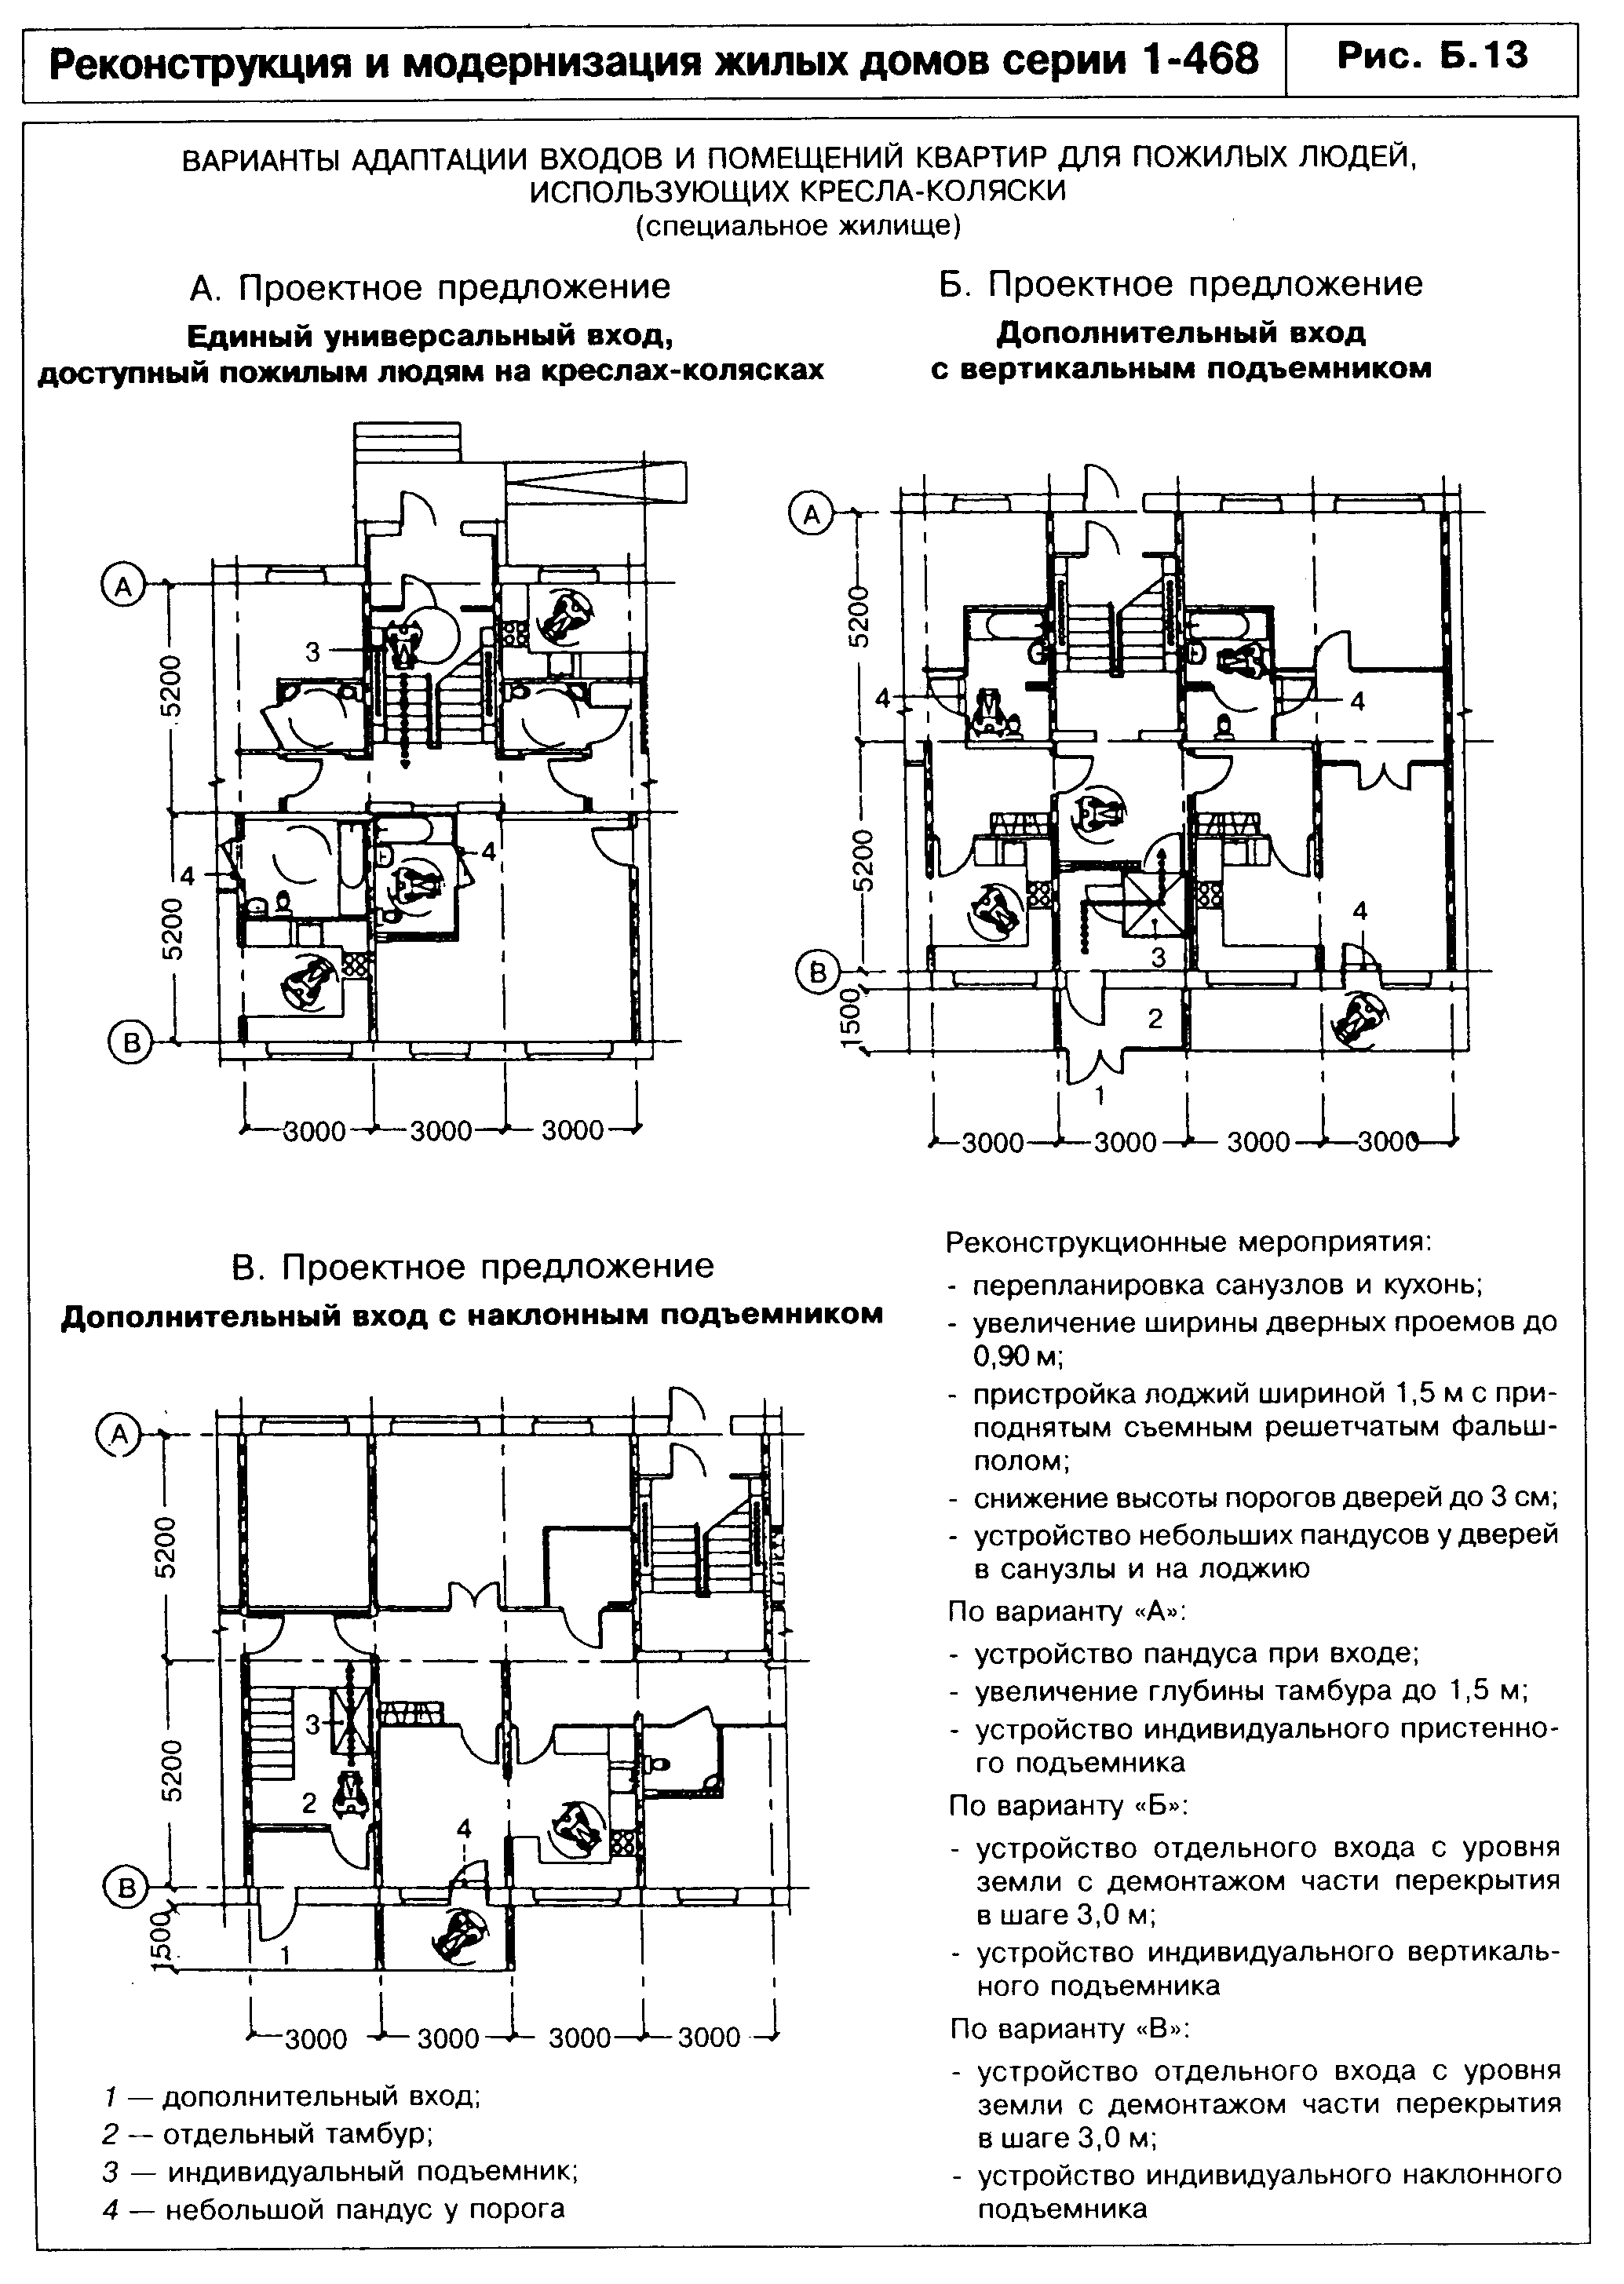 Реконструкция и модернизация жилых домов серии 1-468
Рис. Б.13
ВАРИАНТЫ АДАПТАЦИИ ВХОДОВ И ПОМЕЩЕНИЙ КВАРТИР ДЛЯ ПОЖИЛЫХ ЛЮДЕЙ,
ИСПОЛЬЗУЮЩИХ КРЕСЛА-КОЛЯСКИ
(специальное жилище)
А. Проектное предложение
Единый универсальный вход,
доступный пожилым людям на креслах-колясках
А
5200
3
4
4
5200
В
3000 3000 3000
Б. Проектное предложение
Дополнительный вход
с вертикальным подъемником
А
5200
4
4
5200
4
3
В
1500
2
1
3000 3000 3000 3000
В. Проектное предложение
Дополнительный вход с наклонным подъемником
А
5200
3
5200
2
4
В
1500
1
3000 3000 3000 3000
1 — дополнительный вход;
2 — отдельный тамбур;
3 — индивидуальный подъемник;
4 — небольшой пандус у порога
Реконструкционные мероприятия:
- перепланировка санузлов и кухонь;
- увеличение ширины дверных проемов до
0,90 м;
- пристройка лоджий шириной 1,5 м с при-
поднятым съемным решетчатым фальш-
полом;
- снижение высоты порогов дверей до 3 см;
- устройство небольших пандусов у дверей
в санузлы и на лоджию
По варианту «А»:
- устройство пандуса при входе;
- увеличение глубины тамбура до 1,5 м;
- устройство индивидуального пристенно-
го подъемника
По варианту «Б»:
- устройство отдельного входа с уровня
земли с демонтажом части перекрытия
в шаге 3,0 м;
- устройство индивидуального вертикаль-
ного подъемника
По варианту «В»:
- устройство отдельного входа с уровня
земли с демонтажом части перекрытия
в шаге 3,0 м;
- устройство индивидуального наклонного
подъемника